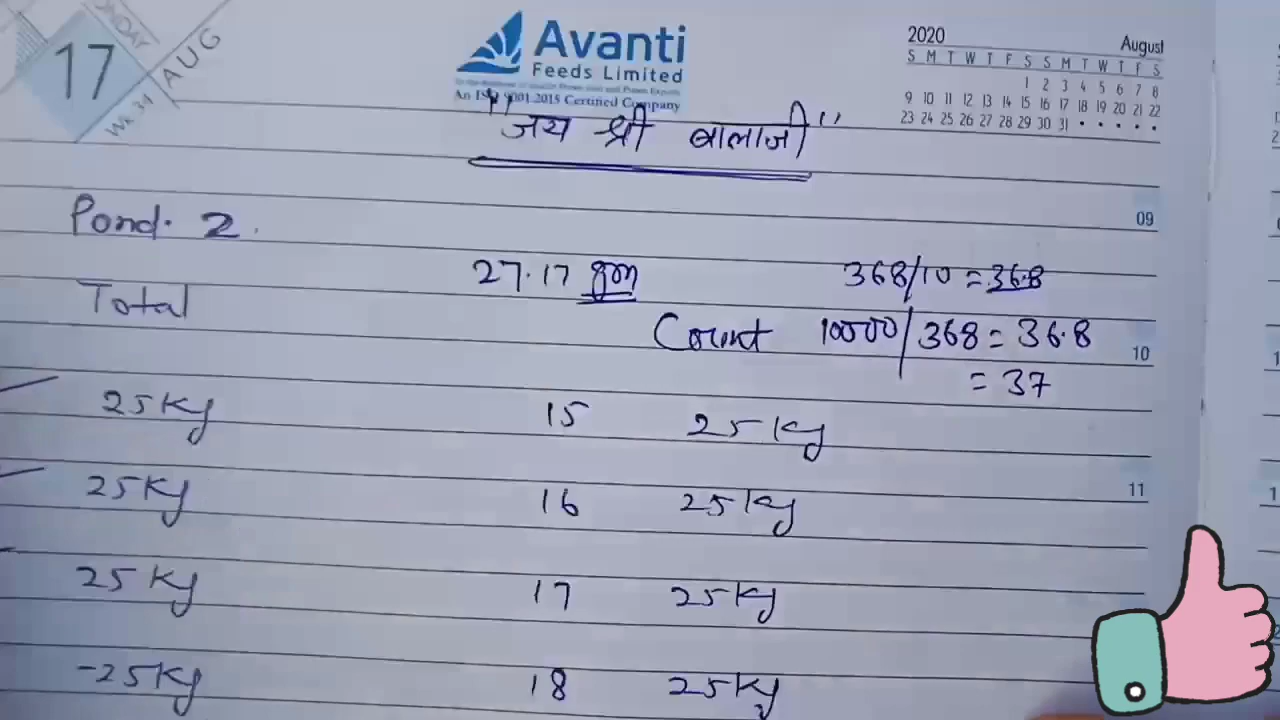 17
MONDAY
AUG
Wk 34
Avanti
Feeds Limited
An ISO 9001:2015 Certified Company
2020 August
S M T W T F S S M T W T F S
1 2 3 4 5 6 7 8
9 10 11 12 13 14 15 16 17 18 19 20 21 22
23 24 25 26 27 28 29 30 31 • • • • •
"जय श्री बालाजी"
09
Pond. 2.
27.17 gm 368/10 = 36.8
Total
Count 10000/368 = 36.8
10
= 37
25 Kg 15 25 Kg
11
25 Kg 16 25 Kg
25 Kg 17 25 Kg
-25 Kg 18 25 Kg